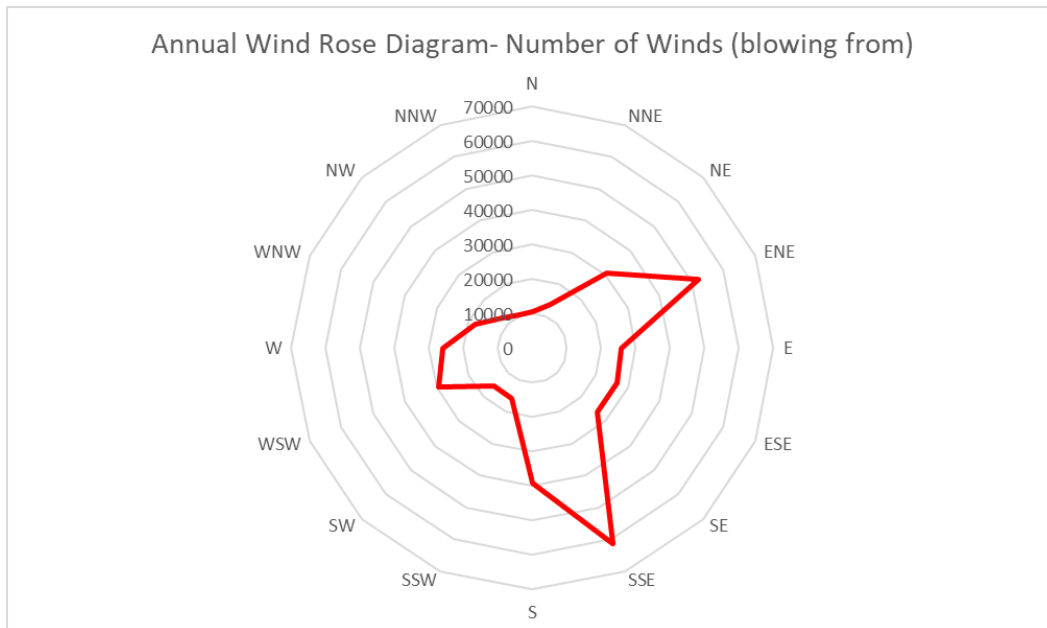 Annual Wind Rose Diagram- Number of Winds (blowing from)
N
NNE
NE
ENE
E
ESE
SE
SSE
S
SSW
SW
WSW
W
WNW
NW
NNW
70000
60000
50000
40000
30000
20000
10000
0